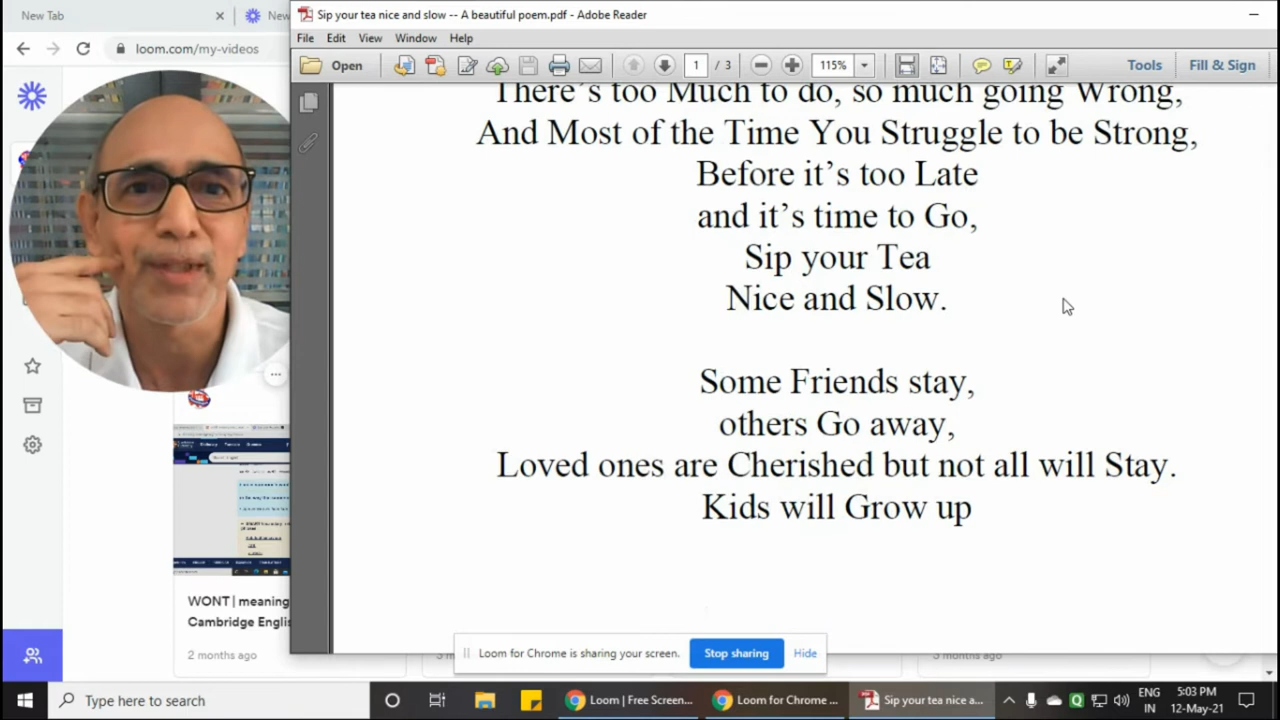 New Tab
New
Sip your tea nice and slow -- A beautiful poem.pdf - Adobe Reader
loom.com/my-videos
File Edit View Window Help
Open
1 / 3
115%
Tools
Fill & Sign
There's too Much to do, so much going Wrong,
And Most of the Time You Struggle to be Strong,
Before it's too Late
and it's time to Go,
Sip your Tea
Nice and Slow.
Some Friends stay,
others Go away,
Loved ones are Cherished but not all will Stay.
Kids will Grow up
WONT | meaning
Cambridge Engli
2 months ago
months ago
Loom for Chrome is sharing your screen.
Stop sharing
Hide
Type here to search
Loom | Free Screen...
Loom for Chrome ...
Sip your tea nice a...
ENG
IN
5:03 PM
12-May-21